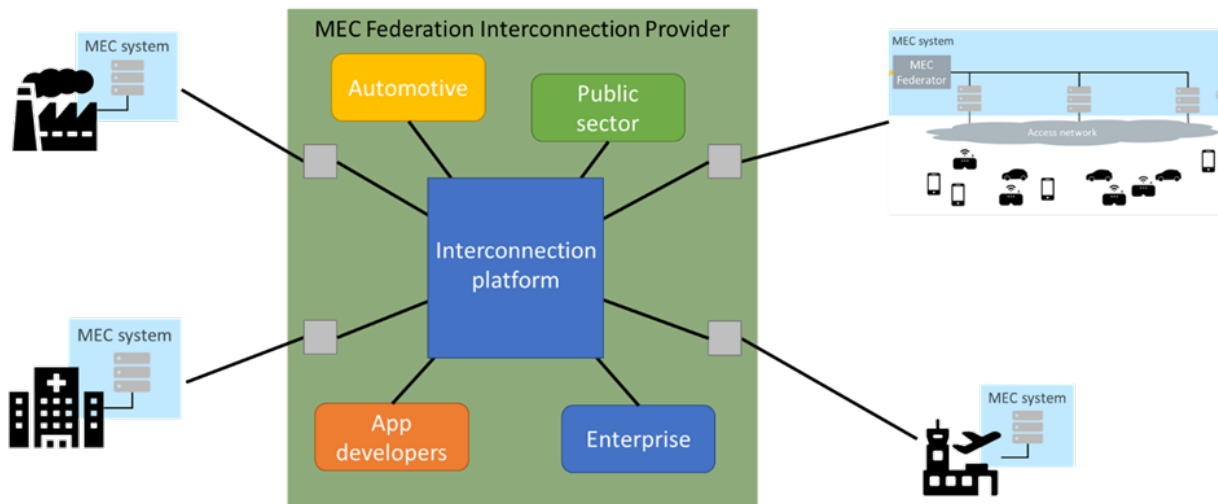 MEC Federation Interconnection Provider
MEC system
Automotive
Public
sector
MEC system
MEC
Federator
Access network
Interconnection
platform
MEC system
App
developers
Enterprise
MEC system